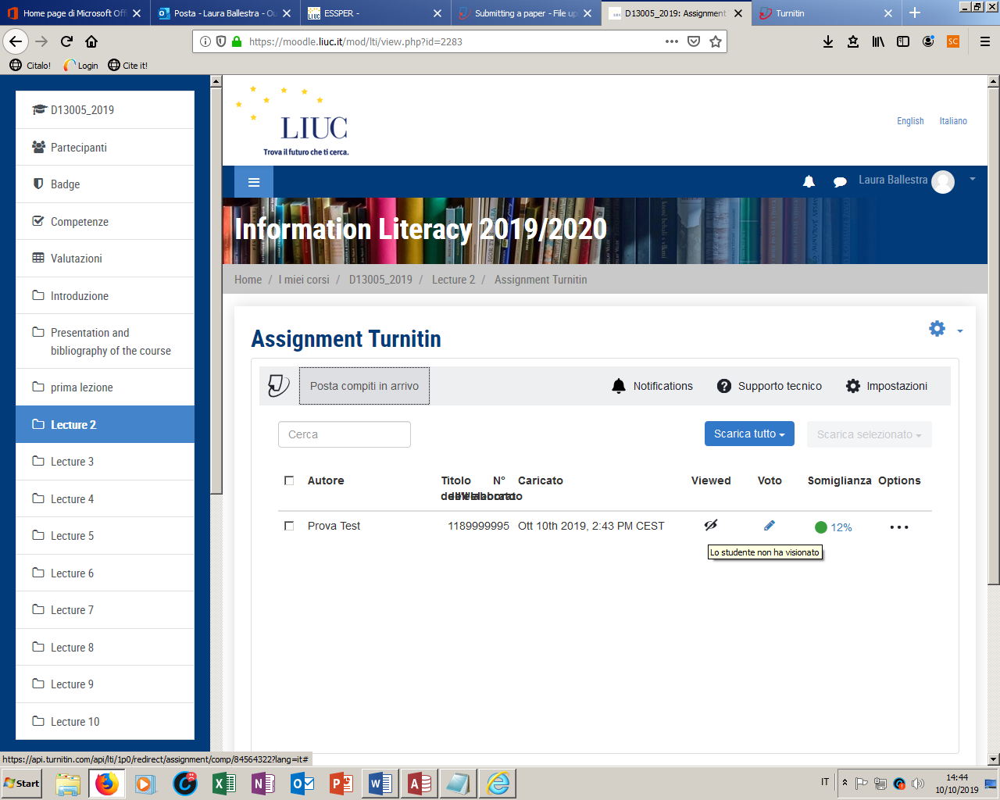 Home page di Microsoft Offi
Posta - Laura Ballestra - Ou
ESSPER -
Submitting a paper - File up
D13005_2019: Assignment
Turnitin
https://moodle.liuc.it/mod/lti/view.php?id=2283
SC
Citalo!
Login
Cite it!
D13005_2019
Partecipanti
Badge
Competenze
Valutazioni
Introduzione
Presentation and
bibliography of the course
prima lezione
Lecture 2
Lecture 3
Lecture 4
Lecture 5
Lecture 6
Lecture 7
Lecture 8
Lecture 9
Lecture 10
LIUC
Trova il futuro che ti cerca.
English Italiano
Laura Ballestra
Information Literacy 2019/2020
Home / I miei corsi / D13005_2019 / Lecture 2 / Assignment Turnitin
Assignment Turnitin
Posta compiti in arrivo
Notifications
Supporto tecnico
Impostazioni
Cerca
Scarica tutto
Scarica selezionato
Autore Titolo N° Caricato Viewed Voto Somiglianza Options
Prova Test 1189999995 Ott 10th 2019, 2:43 PM CEST 12%
Lo studente non ha visionato
https://api.turnitin.com/api/lti/1p0/redirect/assignment/comp/84564322?lang=it#
Start
IT
14:44
10/10/2019